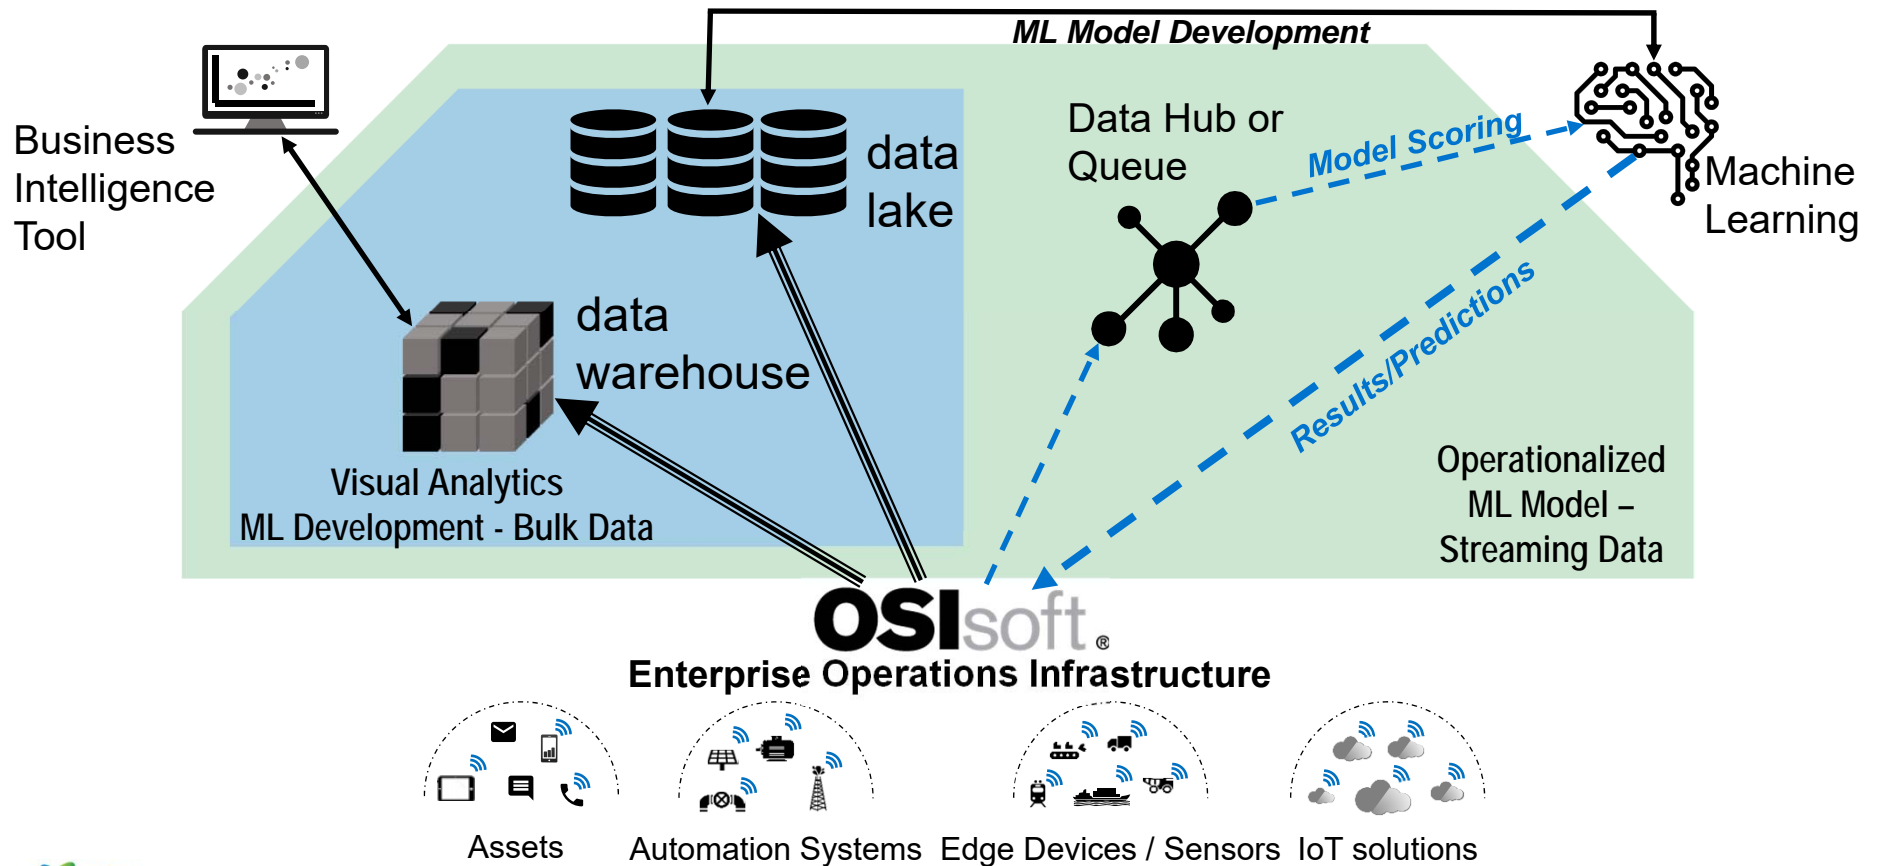 ML Model Development
Business
Intelligence
Tool
data
lake
Data Hub or
Queue
Model Scoring
Machine
Learning
data
warehouse
Results/Predictions
Visual Analytics
ML Development - Bulk Data
Operationalized
ML Model –
Streaming Data
OSIsoft®
Enterprise Operations Infrastructure
Assets
Automation Systems
Edge Devices / Sensors
IoT solutions